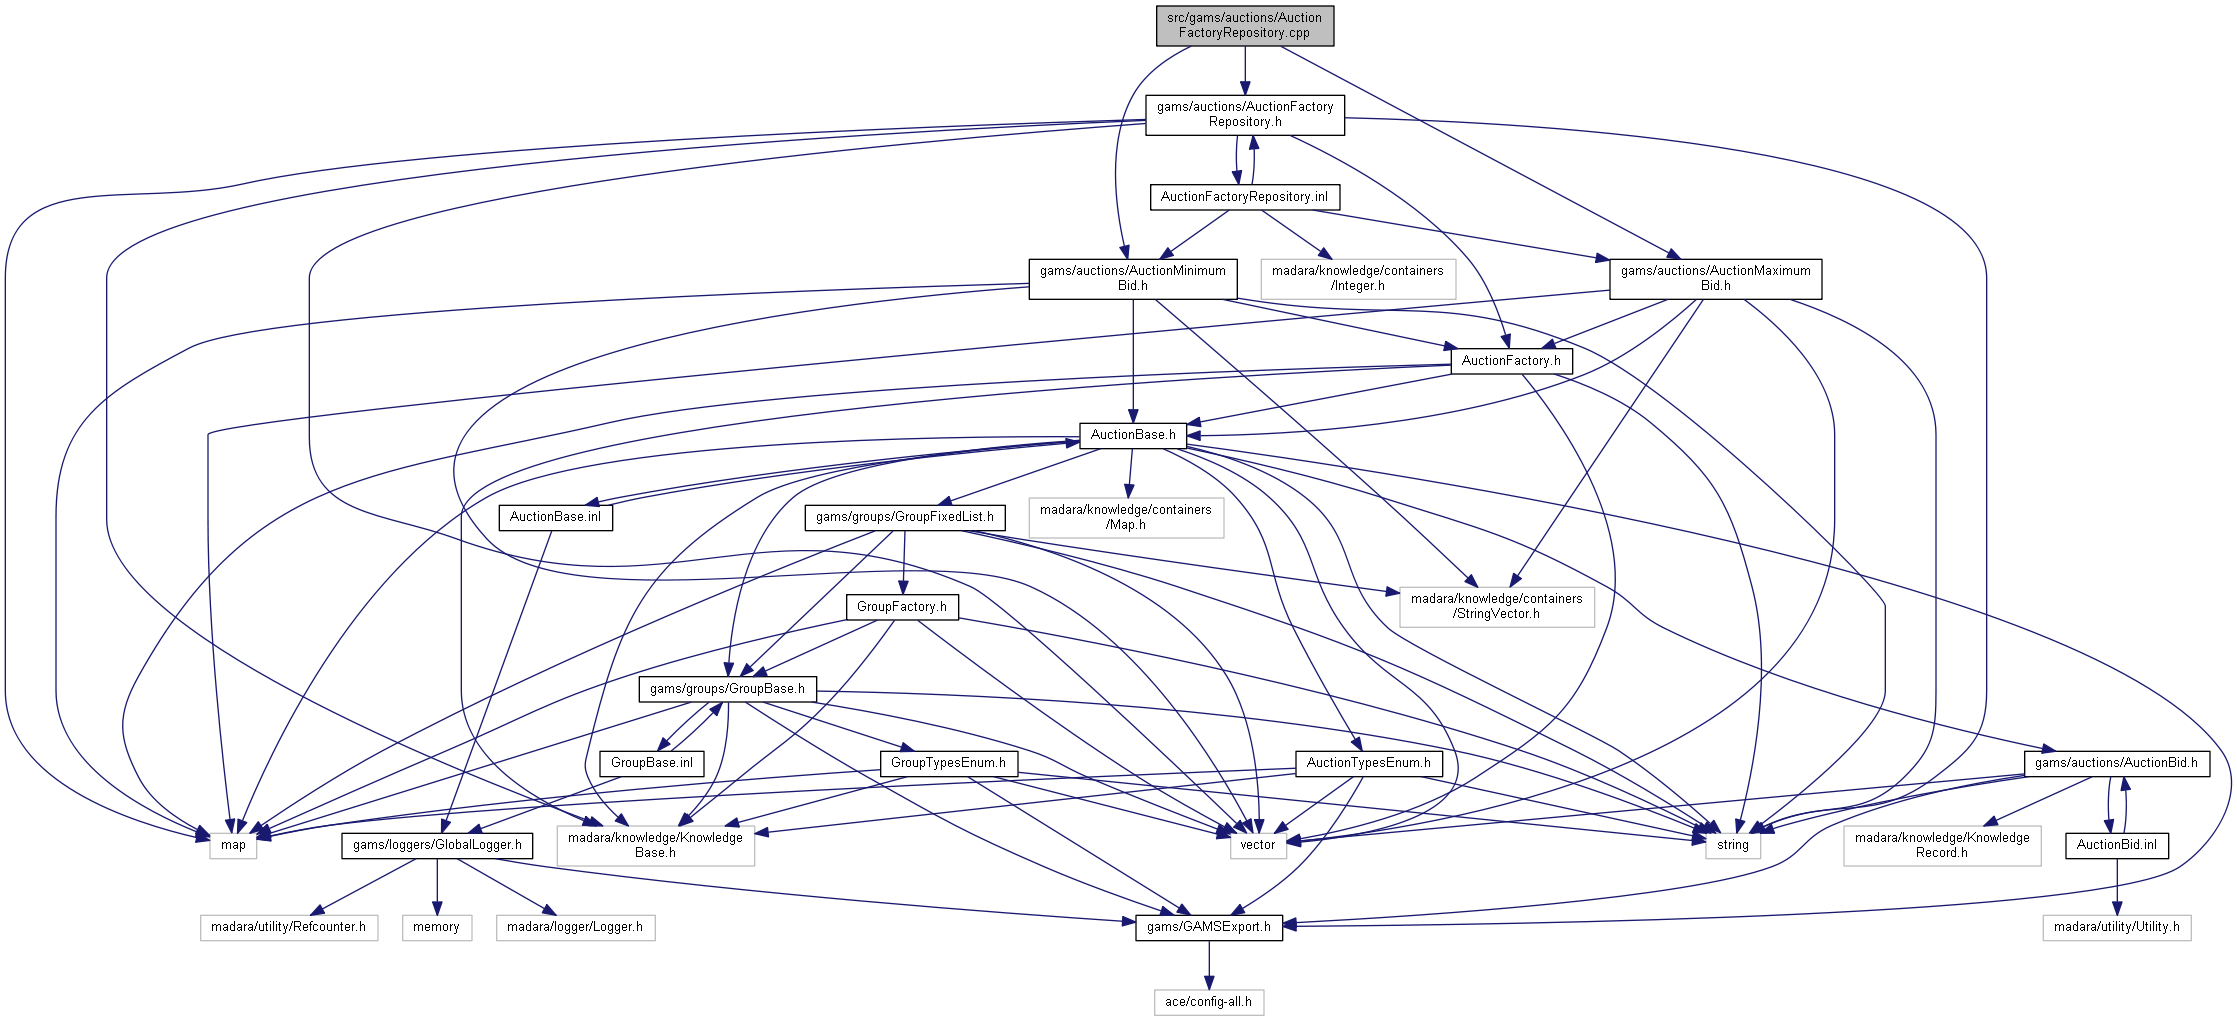 src/gams/auctions/Auction
FactoryRepository.cpp
gams/auctions/AuctionFactory
Repository.h
AuctionFactoryRepository.inl
gams/auctions/AuctionMinimum
Bid.h
madara/knowledge/containers
/Integer.h
gams/auctions/AuctionMaximum
Bid.h
AuctionFactory.h
AuctionBase.h
AuctionBase.inl
gams/groups/GroupFixedList.h
madara/knowledge/containers
/Map.h
madara/knowledge/containers
/StringVector.h
GroupFactory.h
gams/groups/GroupBase.h
GroupBase.inl
GroupTypesEnum.h
AuctionTypesEnum.h
gams/auctions/AuctionBid.h
map
gams/loggers/GlobalLogger.h
madara/knowledge/Knowledge
Base.h
vector
string
madara/knowledge/Knowledge
Record.h
AuctionBid.inl
madara/utility/Refcounter.h
memory
madara/logger/Logger.h
gams/GAMSExport.h
madara/utility/Utility.h
ace/config-all.h